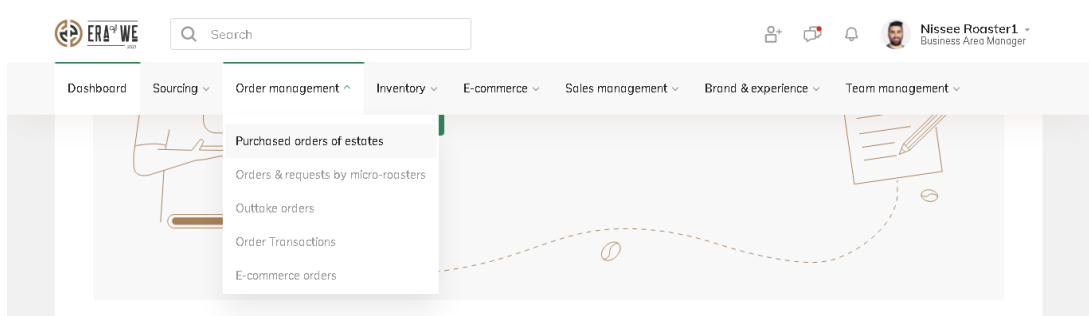 ERA OF WE
2021
Search
Nissee Roaster1
Business Area Manager
Dashboard
Sourcing
Order management
Inventory
E-commerce
Sales management
Brand & experience
Team management
Purchased orders of estates
Orders & requests by micro-roasters
Outtake orders
Order Transactions
E-commerce orders